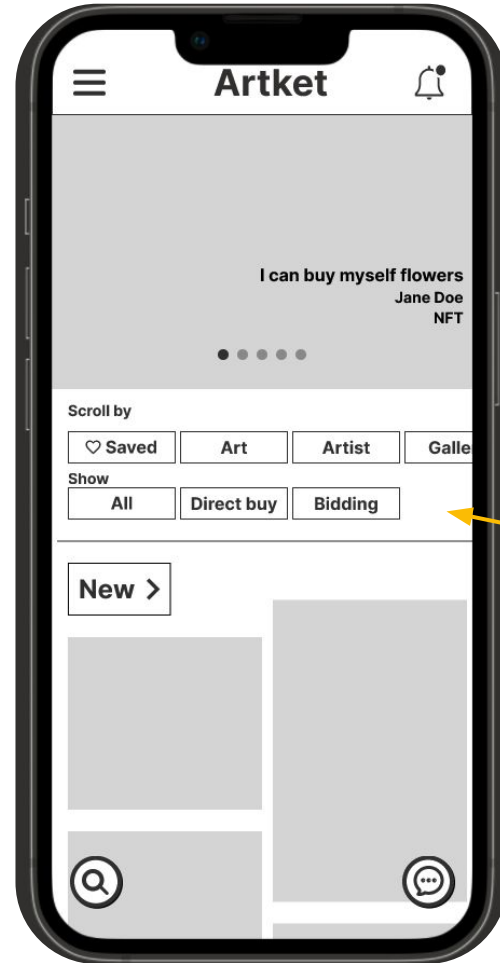 Artket
I can buy myself flowers
Jane Doe
NFT
Scroll by
Saved Art Artist Galle
Show
All Direct buy Bidding
New >